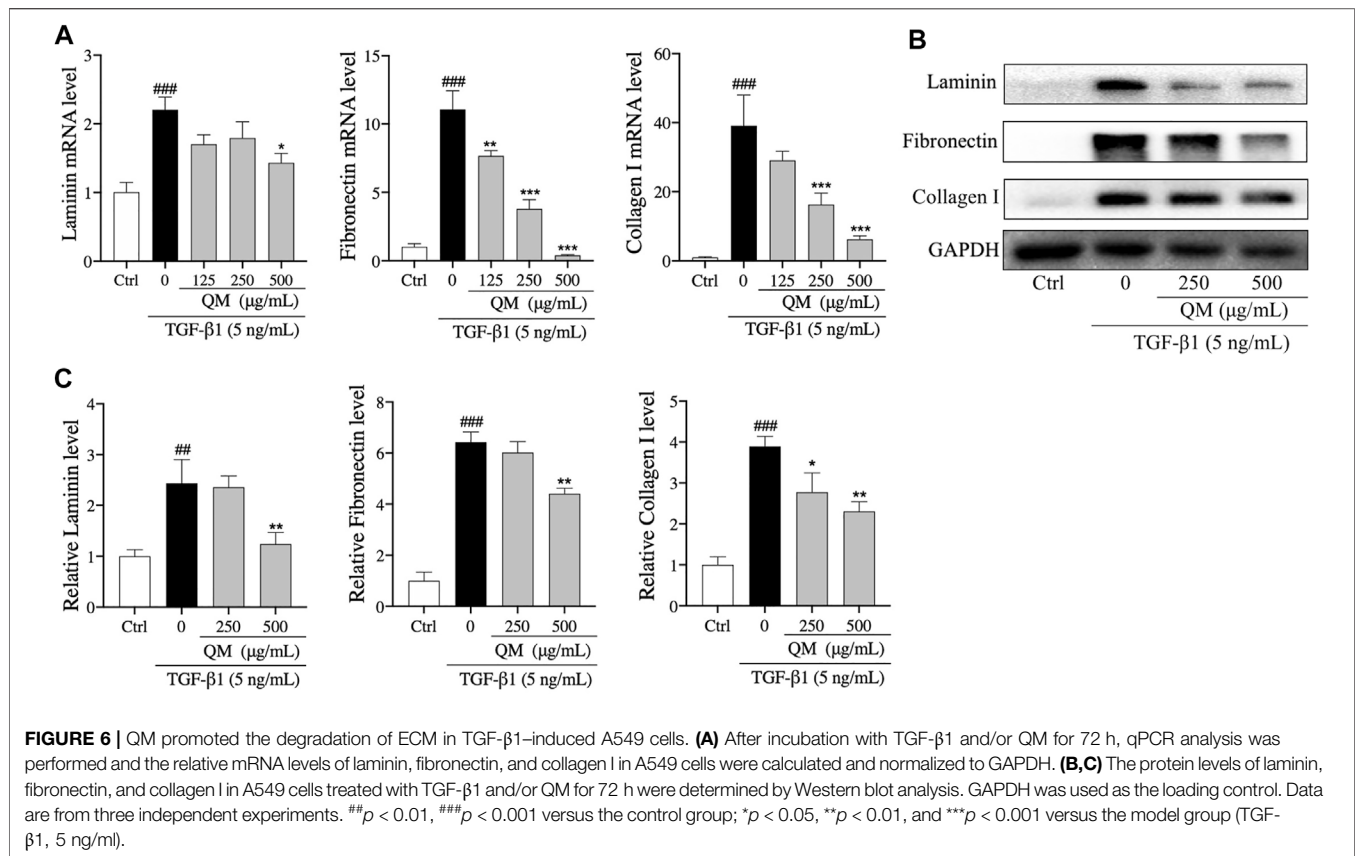 A
Laminin mRNA level
3
2
1
0
###
*
Ctrl 0 125 250 500
QM (μg/mL)
TGF-β1 (5 ng/mL)
Fibronectin mRNA level
15
10
5
0
###
**
***
***
Ctrl 0 125 250 500
QM (μg/mL)
TGF-β1 (5 ng/mL)
Collagen I mRNA level
60
40
20
0
###
***
***
Ctrl 0 125 250 500
QM (μg/mL)
TGF-β1 (5 ng/mL)
B
Laminin
Fibronectin
Collagen I
GAPDH
Ctrl 0 250 500
QM (μg/mL)
TGF-β1 (5 ng/mL)
C
Relative Laminin level
4
3
2
1
0
##
**
Ctrl 0 250 500
QM (μg/mL)
TGF-β1 (5 ng/mL)
Relative Fibronectin level
8
6
4
2
0
###
**
Ctrl 0 250 500
QM (μg/mL)
TGF-β1 (5 ng/mL)
Relative Collagen I level
5
4
3
2
1
0
###
*
**
Ctrl 0 250 500
QM (μg/mL)
TGF-β1 (5 ng/mL)
FIGURE 6 | QM promoted the degradation of ECM in TGF-β1–induced A549 cells. (A) After incubation with TGF-β1 and/or QM for 72 h, qPCR analysis was
performed and the relative mRNA levels of laminin, fibronectin, and collagen I in A549 cells were calculated and normalized to GAPDH. (B,C) The protein levels of laminin,
fibronectin, and collagen I in A549 cells treated with TGF-β1 and/or QM for 72 h were determined by Western blot analysis. GAPDH was used as the loading control. Data
are from three independent experiments. ##p < 0.01, ###p < 0.001 versus the control group; *p < 0.05, **p < 0.01, and ***p < 0.001 versus the model group (TGF-
β1, 5 ng/ml).